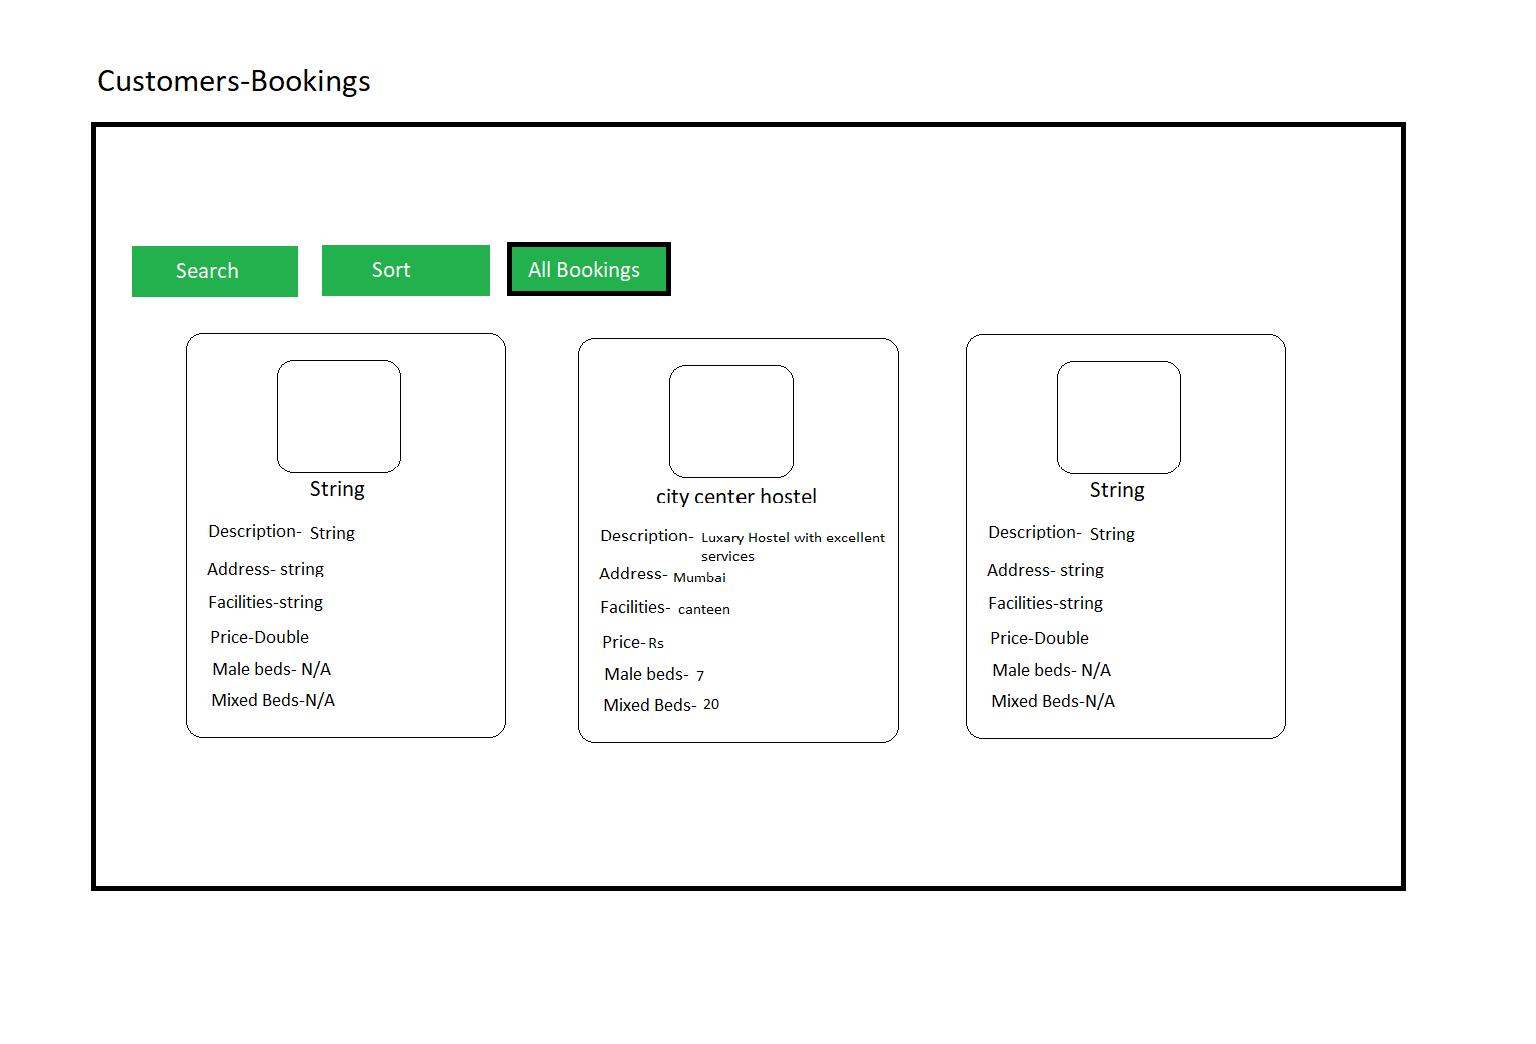 Customers-Bookings
Search
Sort
All Bookings
String
Description- String
Address- string
Facilities-string
Price-Double
Male beds- N/A
Mixed Beds-N/A
city center hostel
Description- Luxary Hostel with excellent
services
Address- Mumbai
Facilities- canteen
Price- Rs
Male beds- 7
Mixed Beds- 20
String
Description- String
Address- string
Facilities-string
Price-Double
Male beds- N/A
Mixed Beds-N/A